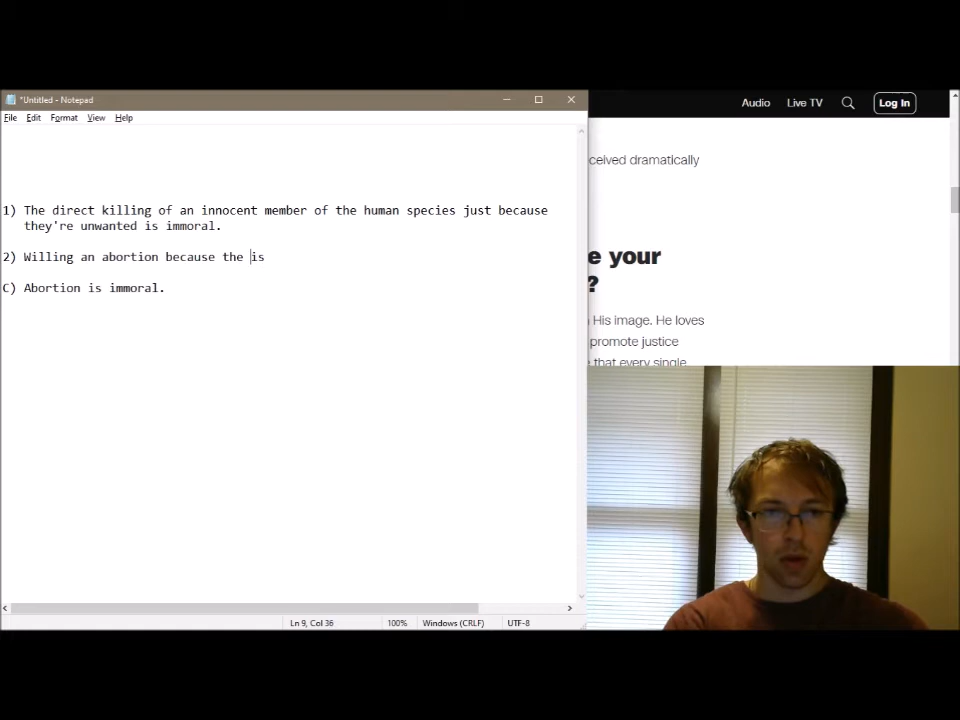 *Untitled - Notepad
Audio Live TV Log In
File Edit Format View Help
ceived dramatically
1) The direct killing of an innocent member of the human species just because
they're unwanted is immoral.
2) Willing an abortion because the is
C) Abortion is immoral.
e your
?
His image. He loves
promote justice
that every single
Ln 9, Col 36 100% Windows (CRLF) UTF-8